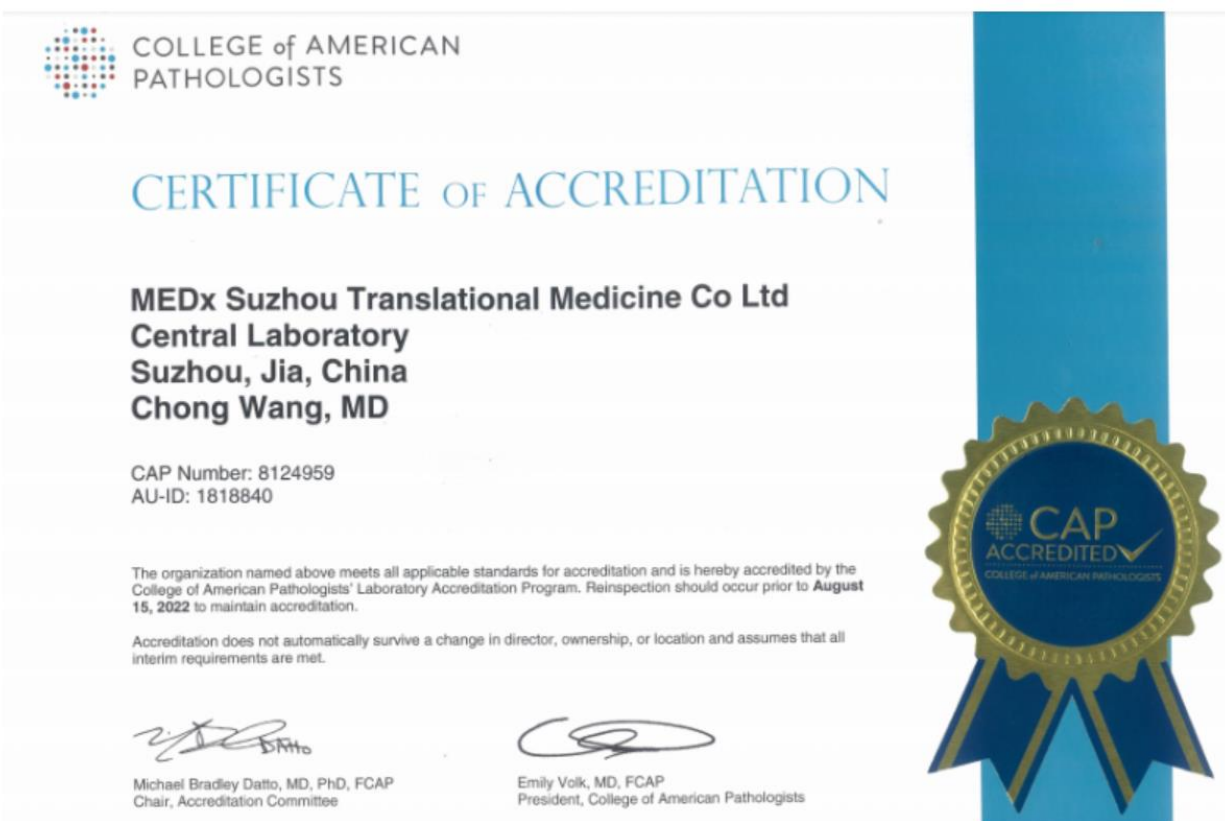 COLLEGE of AMERICAN
PATHOLOGISTS
CERTIFICATE OF ACCREDITATION
MEDx Suzhou Translational Medicine Co Ltd
Central Laboratory
Suzhou, Jia, China
Chong Wang, MD
CAP Number: 8124959
AU-ID: 1818840
The organization named above meets all applicable standards for accreditation and is hereby accredited by the
College of American Pathologists' Laboratory Accreditation Program. Reinspection should occur prior to August
15, 2022 to maintain accreditation.
Accreditation does not automatically survive a change in director, ownership, or location and assumes that all
interim requirements are met.
DATTO
Michael Bradley Datto, MD, PhD, FCAP
Chair, Accreditation Committee
Emily Volk, MD, FCAP
President, College of American Pathologists
CAP
ACCREDITED
COLLEGE of AMERICAN PATHOLOGISTS